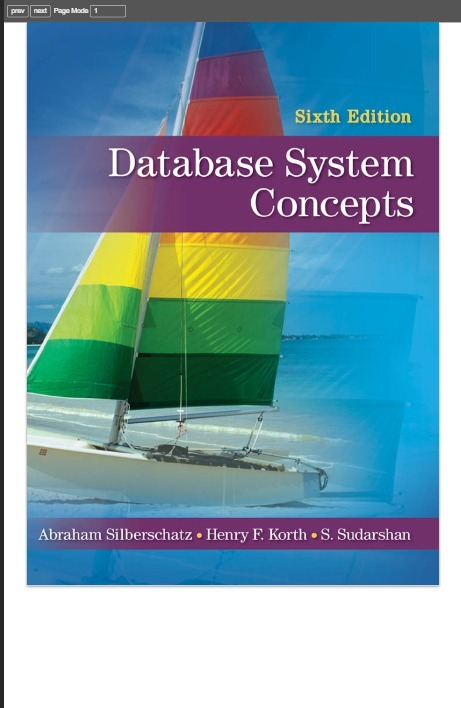 prev next Page Mode 1
Sixth Edition
Database System
Concepts
Abraham Silberschatz • Henry F. Korth • S. Sudarshan